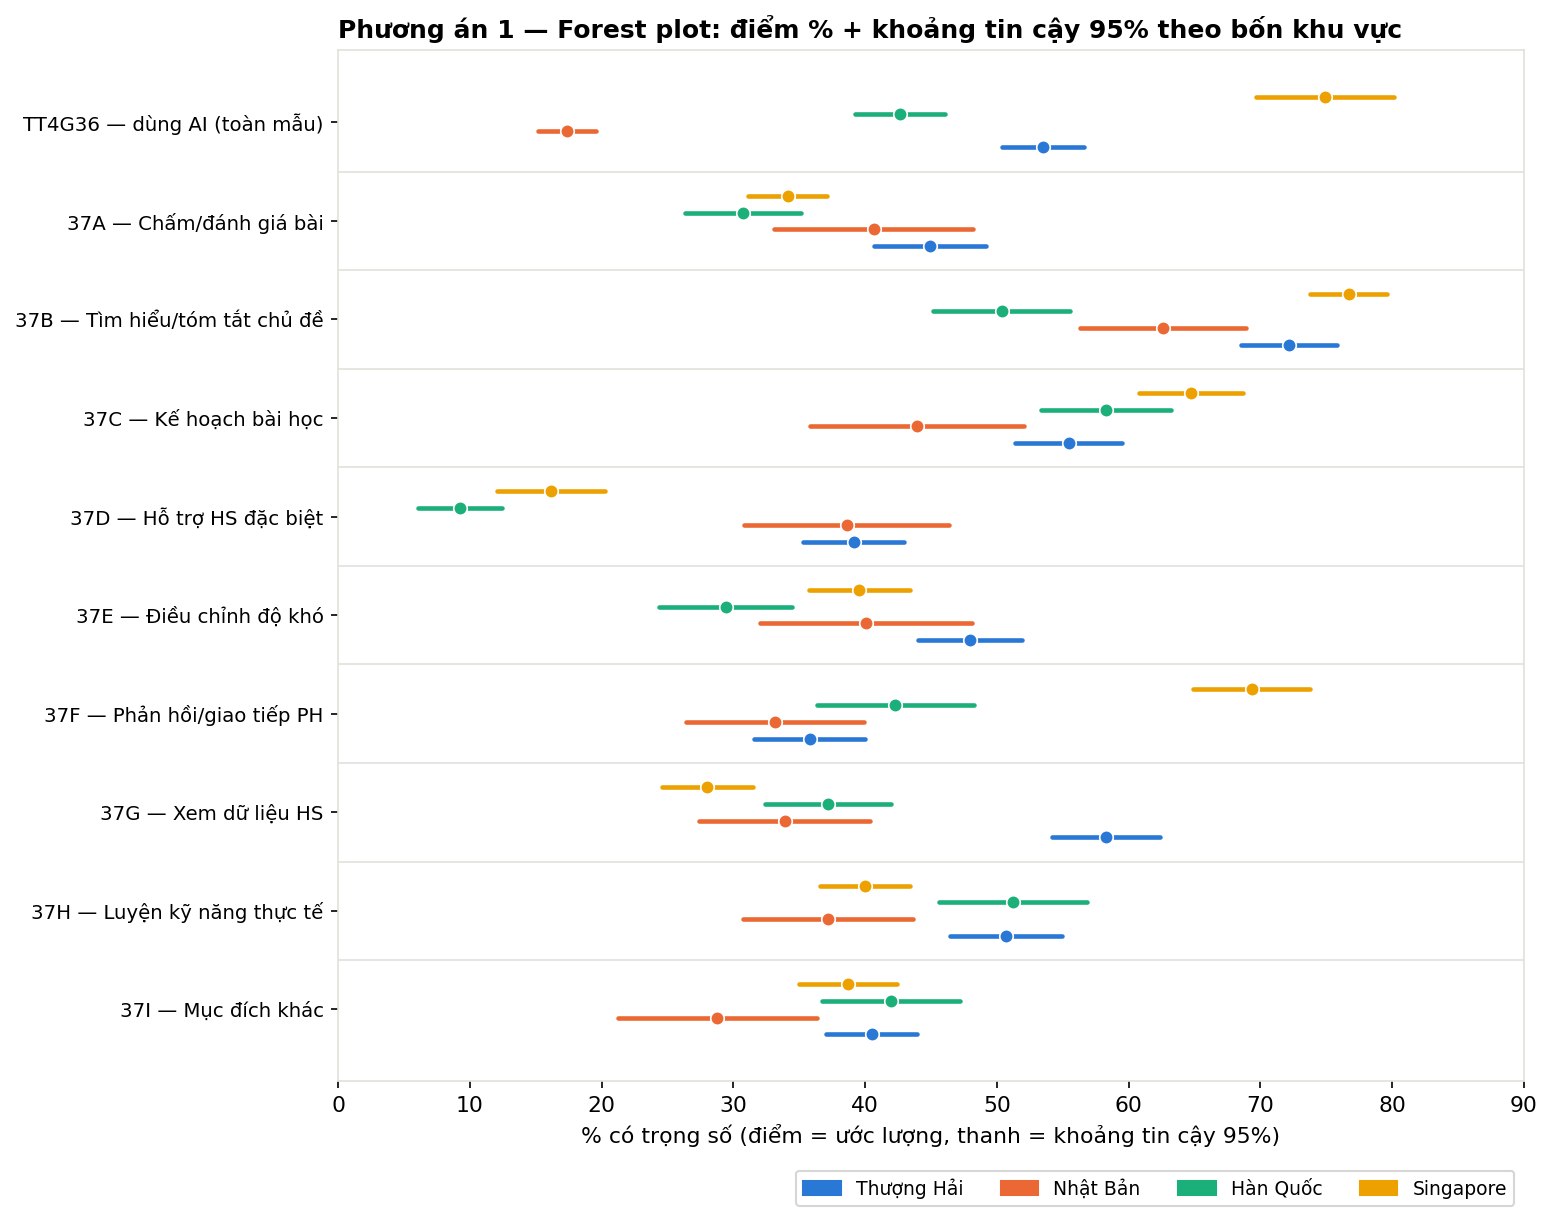 Phương án 1 — Forest plot: điểm % + khoảng tin cậy 95% theo bốn khu vực
TT4G36 — dùng AI (toàn mẫu)
37A — Chấm/đánh giá bài
37B — Tìm hiểu/tóm tắt chủ đề
37C — Kế hoạch bài học
37D — Hỗ trợ HS đặc biệt
37E — Điều chỉnh độ khó
37F — Phản hồi/giao tiếp PH
37G — Xem dữ liệu HS
37H — Luyện kỹ năng thực tế
37I — Mục đích khác
0 10 20 30 40 50 60 70 80 90
% có trọng số (điểm = ước lượng, thanh = khoảng tin cậy 95%)
Thượng Hải Nhật Bản Hàn Quốc Singapore